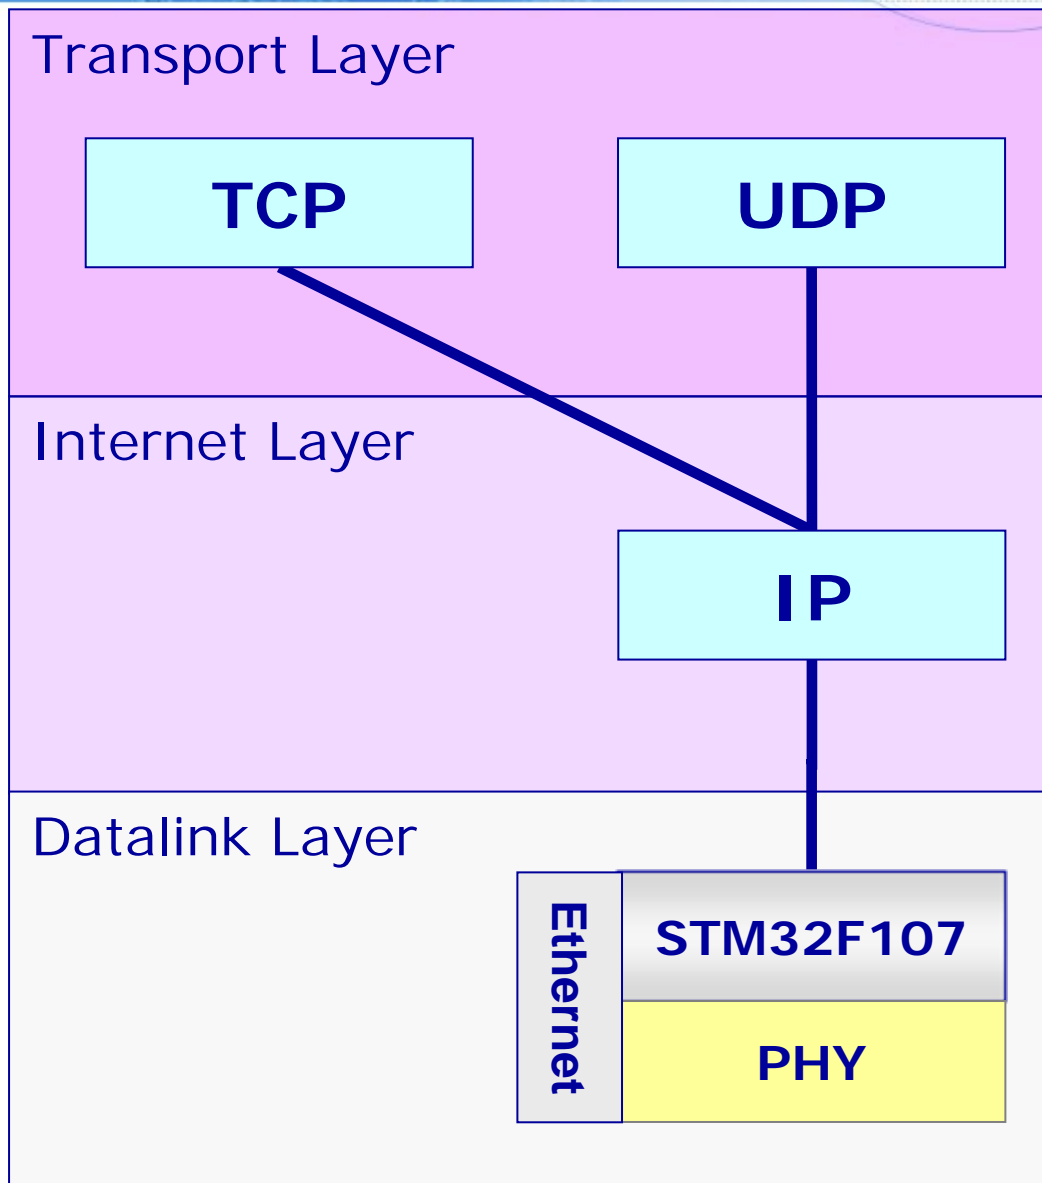 Transport Layer
TCP
UDP
Internet Layer
IP
Datalink Layer
Ethernet
STM32F107
PHY